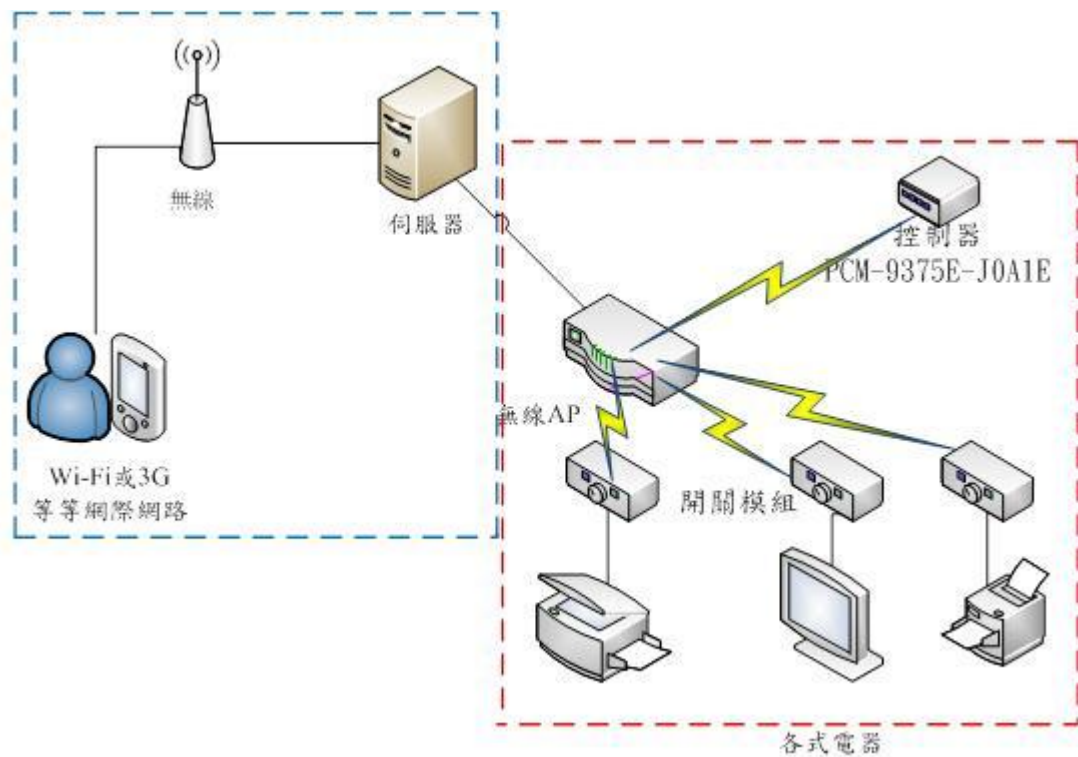 無線
伺服器
控制器
PCM-9375E-J0A1E
無線AP
開關模組
Wi-Fi或3G
等等網際網路
各式電器